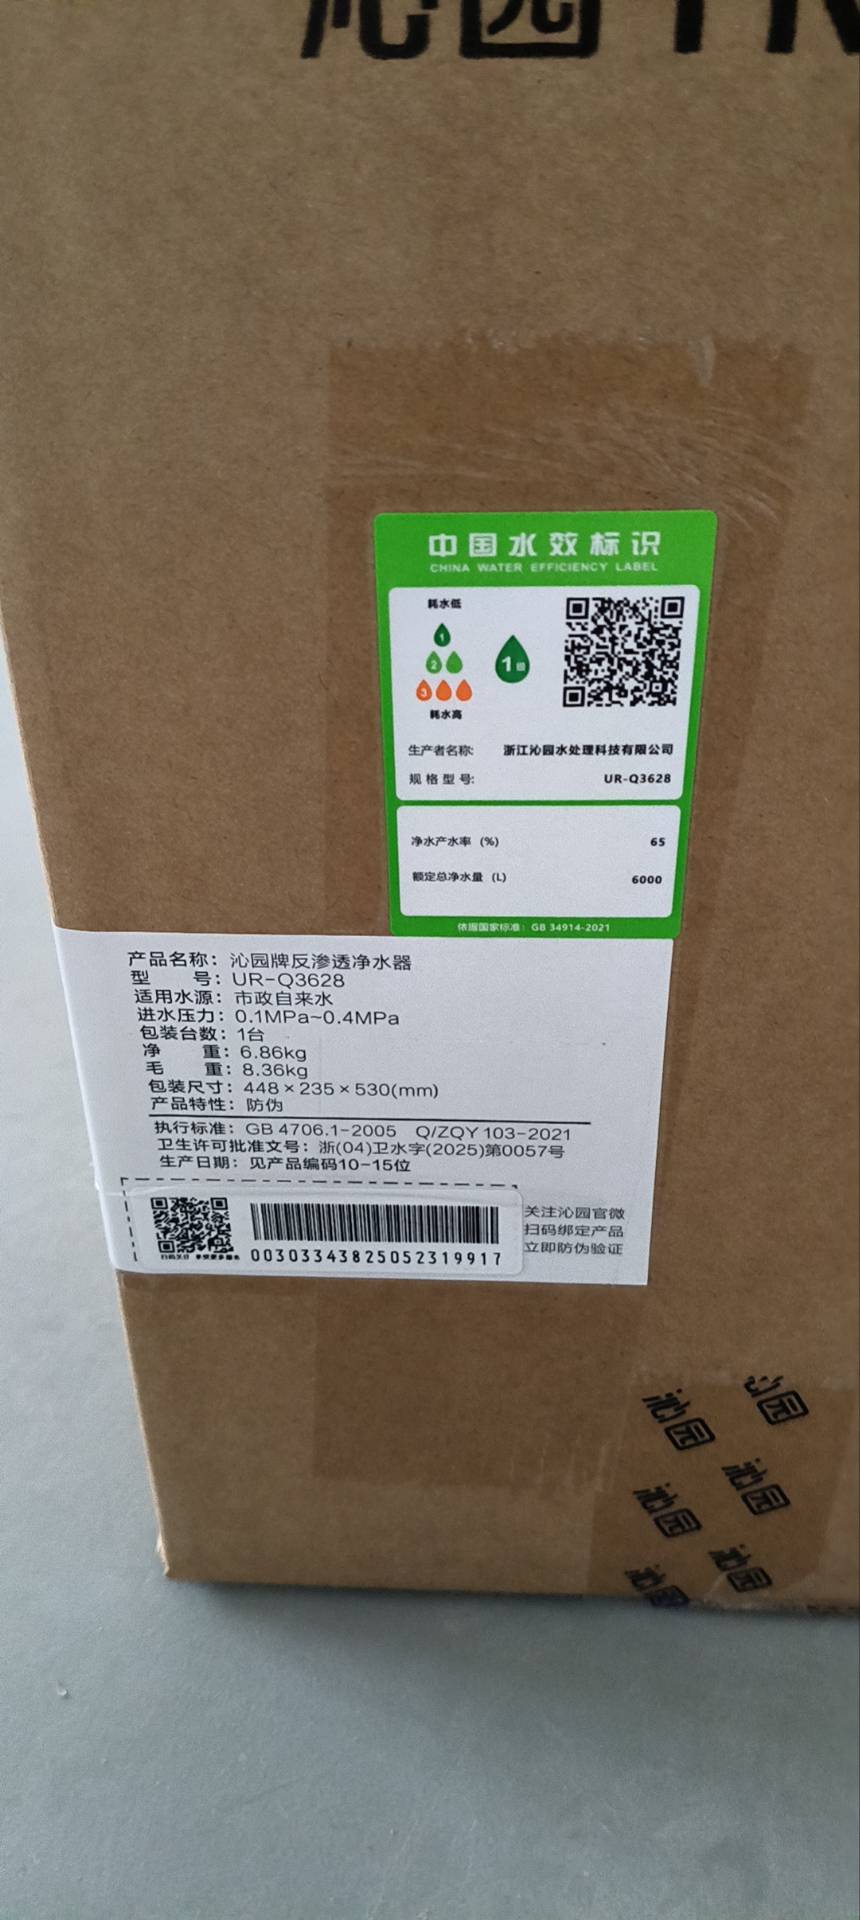 沁园
中国水效标识
CHINA WATER EFFICIENCY LABEL
耗水低
1
2
3
1级
耗水高
生产者名称: 浙江沁园水处理科技有限公司
规格型号: UR-Q3628
净水产水率 (%) 65
额定总净水量 (L) 6000
依据国家标准: GB 34914-2021
产品名称: 沁园牌反渗透净水器
型 号: UR-Q3628
适用水源: 市政自来水
进水压力: 0.1MPa~0.4MPa
包装台数: 1台
净 重: 6.86kg
毛 重: 8.36kg
包装尺寸: 448×235×530(mm)
产品特性: 防伪
执行标准: GB 4706.1-2005 Q/ZQY 103-2021
卫生许可批准文号: 浙(04)卫水字(2025)第0057号
生产日期: 见产品编码10-15位
关注沁园官微
扫码绑定产品
立即防伪验证
00303343825052319917
沁园
沁园
沁园
沁园
沁园
沁园